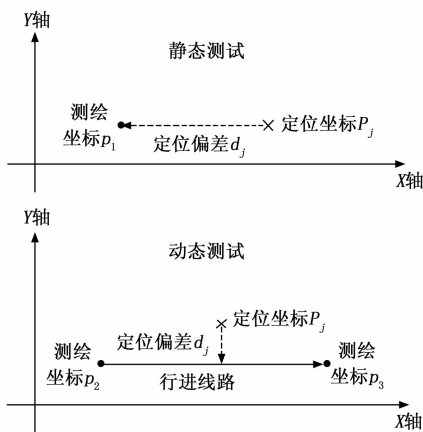 Y轴
静态测试
测绘
坐标p₁
定位坐标Pⱼ
定位偏差dⱼ
X轴
Y轴
动态测试
定位坐标Pⱼ
定位偏差dⱼ
测绘
坐标p₂
测绘
坐标p₃
行进线路
X轴